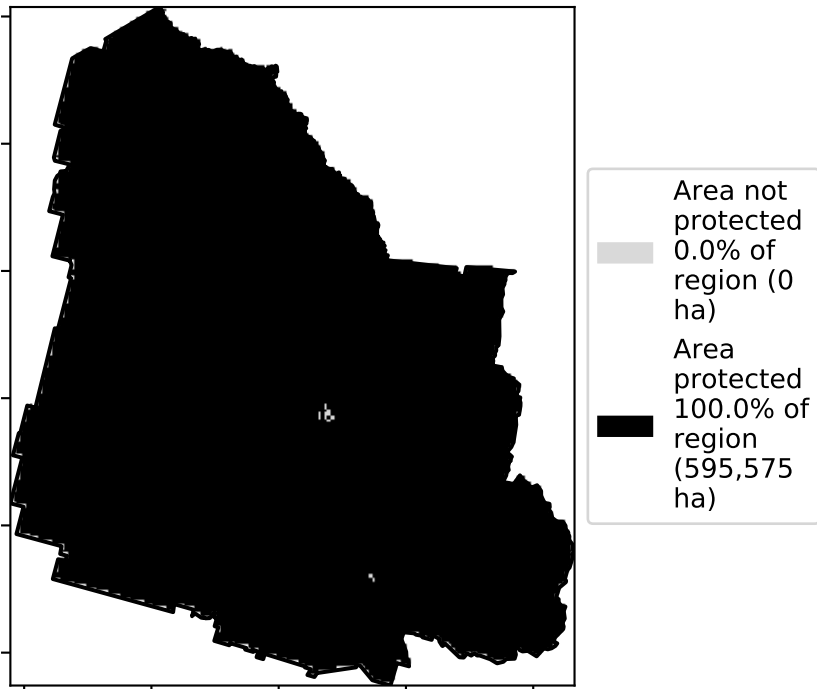 Area not
protected
0.0% of
region (0
ha)
Area
protected
100.0% of
region
(595,575
ha)